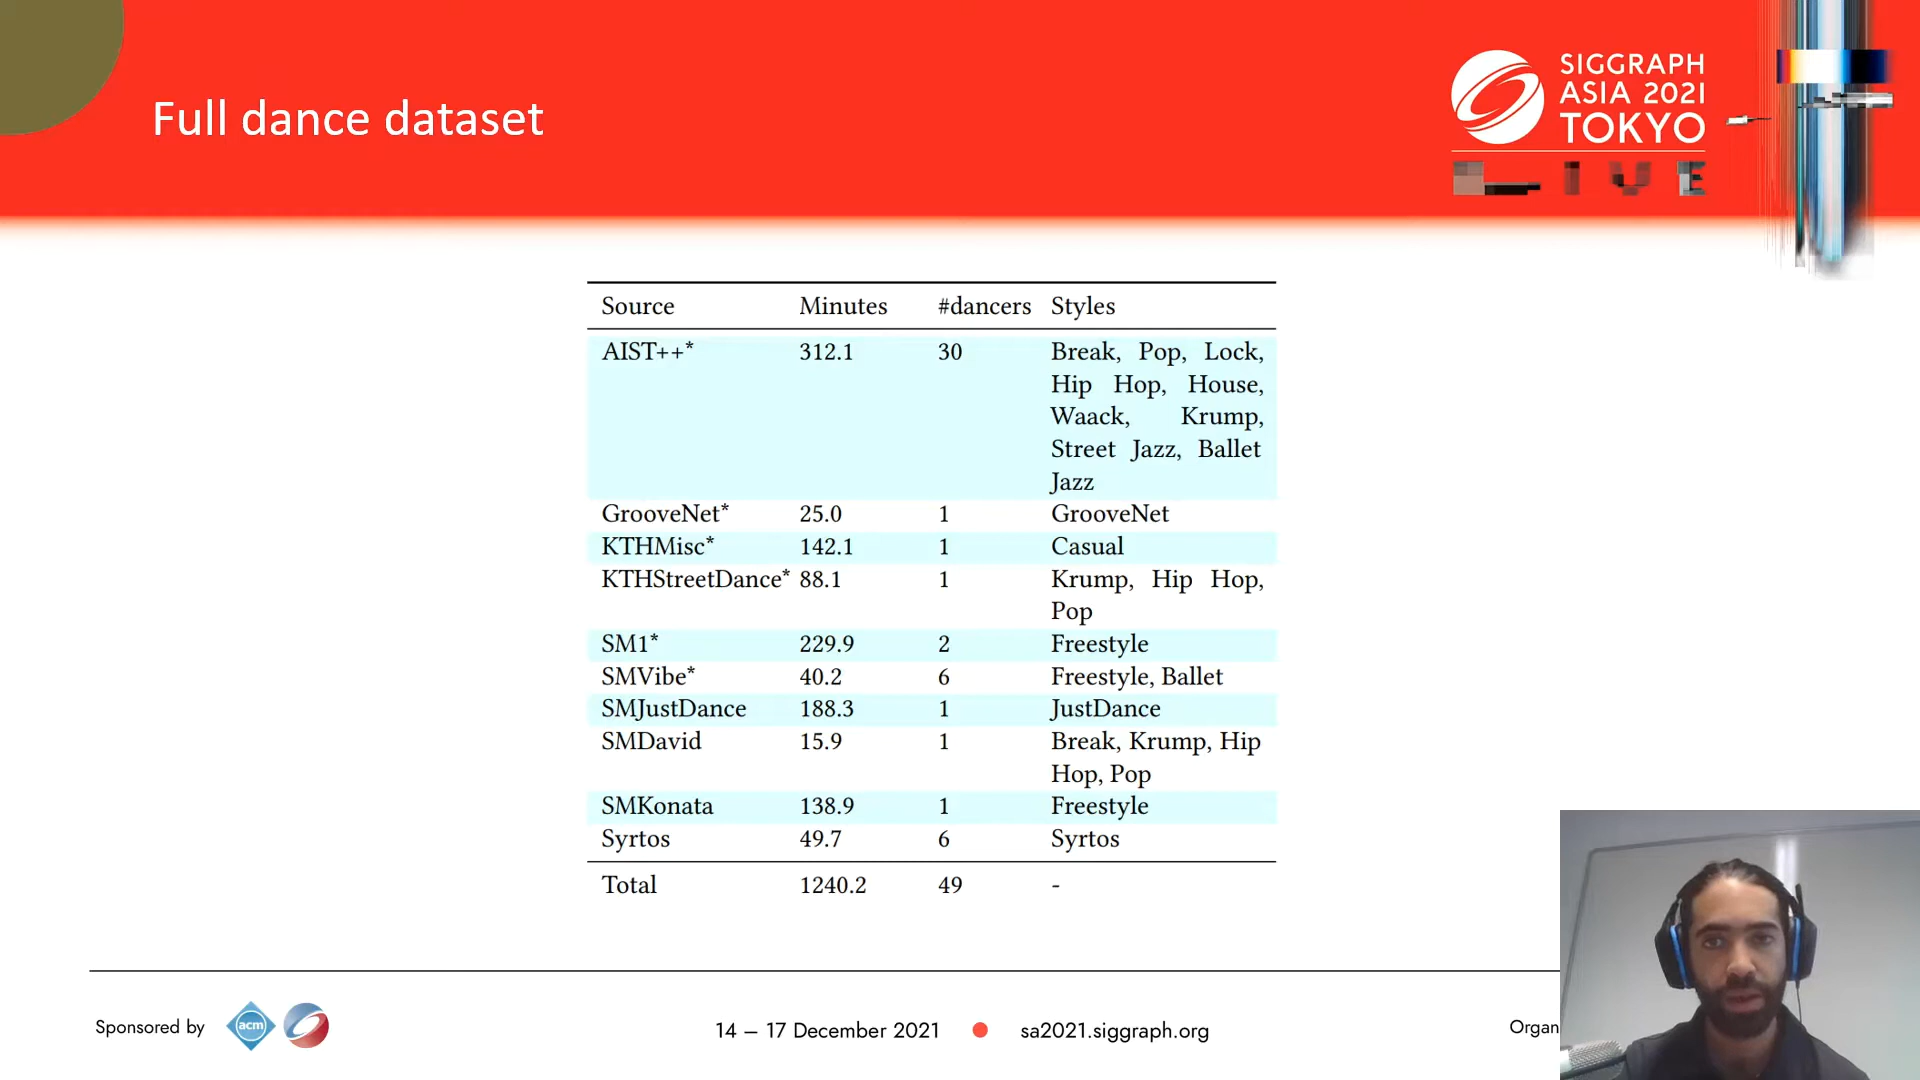 Full dance dataset
SIGGRAPH
ASIA 2021
TOKYO
LIVE
Source Minutes #dancers Styles
AIST++* 312.1 30 Break, Pop, Lock,
Hip Hop, House,
Waack, Krump,
Street Jazz, Ballet
Jazz
GrooveNet* 25.0 1 GrooveNet
KTHMisc* 142.1 1 Casual
KTHStreetDance* 88.1 1 Krump, Hip Hop,
Pop
SM1* 229.9 2 Freestyle
SMVibe* 40.2 6 Freestyle, Ballet
SMJustDance 188.3 1 JustDance
SMDavid 15.9 1 Break, Krump, Hip
Hop, Pop
SMKonata 138.9 1 Freestyle
Syrtos 49.7 6 Syrtos
Total 1240.2 49 -
Sponsored by acm 14 – 17 December 2021 ● sa2021.siggraph.org Organ